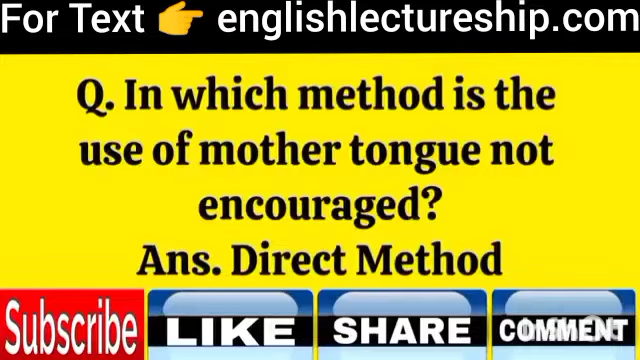 For Text 👉 englishlectureship.com
Q. In which method is the
use of mother tongue not
encouraged?
Ans. Direct Method
Subscribe LIKE SHARE COMMENT